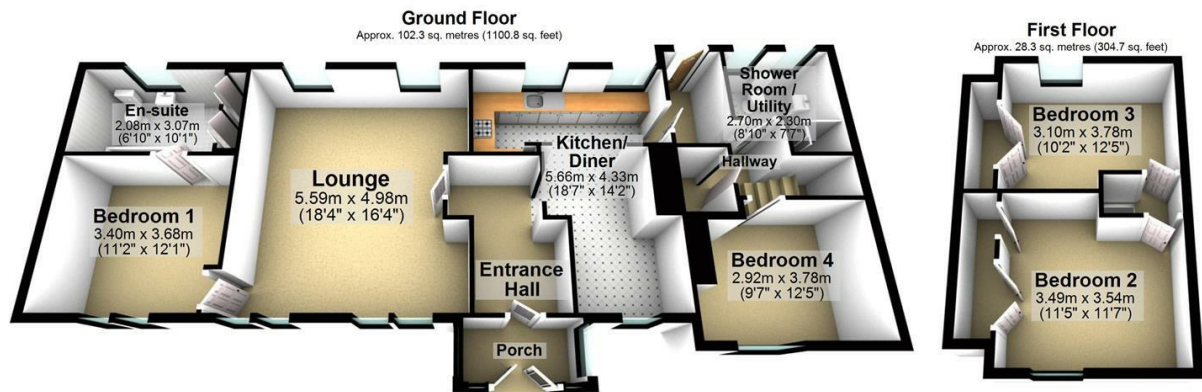 Ground Floor
Approx. 102.3 sq. metres (1100.8 sq. feet)
En-suite
2.08m x 3.07m
(6'10" x 10'1")
Bedroom 1
3.40m x 3.68m
(11'2" x 12'1")
Lounge
5.59m x 4.98m
(18'4" x 16'4")
Kitchen/
Diner
5.66m x 4.33m
(18'7" x 14'2")
Entrance
Hall
Porch
Shower
Room /
Utility
2.70m x 2.30m
(8'10" x 7'7")
Hallway
Bedroom 4
2.92m x 3.78m
(9'7" x 12'5")
First Floor
Approx. 28.3 sq. metres (304.7 sq. feet)
Bedroom 3
3.10m x 3.78m
(10'2" x 12'5")
Bedroom 2
3.49m x 3.54m
(11'5" x 11'7")